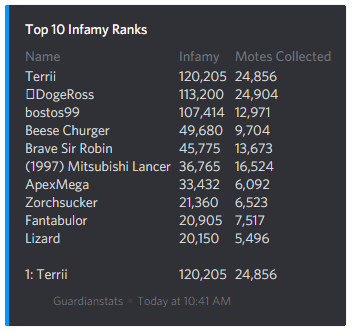 Top 10 Infamy Ranks
Name Infamy Motes Collected
Terrii 120,205 24,856
▯DogeRoss 113,200 24,904
bostos99 107,414 12,971
Beese Churger 49,680 9,704
Brave Sir Robin 45,775 13,673
(1997) Mitsubishi Lancer 36,765 16,524
ApexMega 33,432 6,092
Zorchsucker 21,360 6,523
Fantabulor 20,905 7,517
Lizard 20,150 5,496
1: Terrii 120,205 24,856
Guardianstats • Today at 10:41 AM